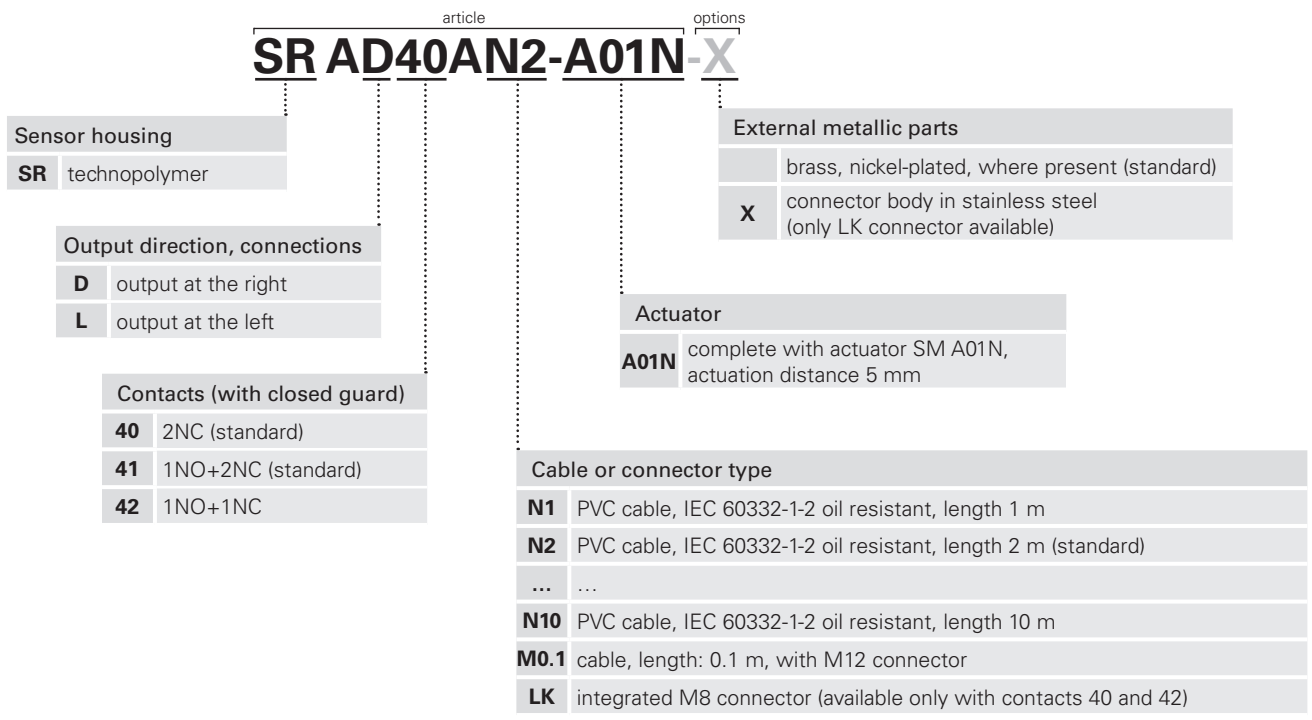 article
options
SR AD40AN2-A01N-X
Sensor housing
SR technopolymer
Output direction, connections
D output at the right
L output at the left
Contacts (with closed guard)
40 2NC (standard)
41 1NO+2NC (standard)
42 1NO+1NC
External metallic parts
brass, nickel-plated, where present (standard)
X connector body in stainless steel
(only LK connector available)
Actuator
A01N complete with actuator SM A01N,
actuation distance 5 mm
Cable or connector type
N1 PVC cable, IEC 60332-1-2 oil resistant, length 1 m
N2 PVC cable, IEC 60332-1-2 oil resistant, length 2 m (standard)
... ...
N10 PVC cable, IEC 60332-1-2 oil resistant, length 10 m
M0.1 cable, length: 0.1 m, with M12 connector
LK integrated M8 connector (available only with contacts 40 and 42)